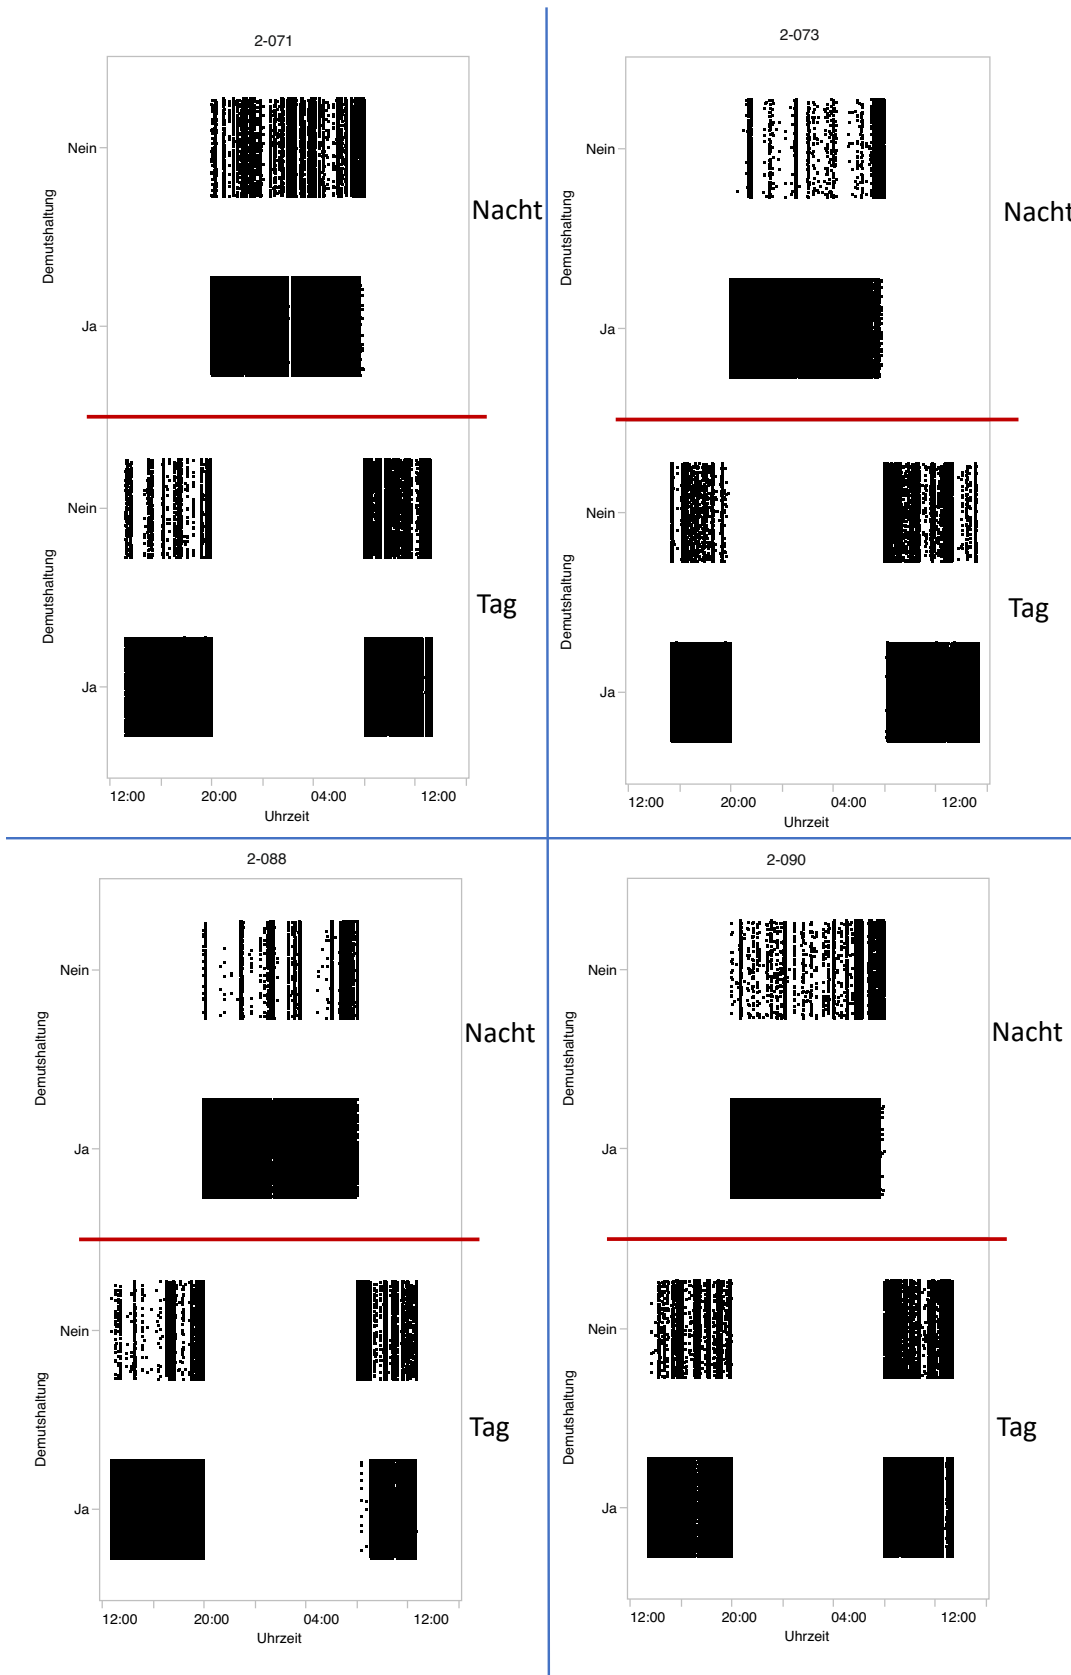 2-071
Nein
Nacht
Demutshaltung
Ja
Nein
Tag
Demutshaltung
Ja
12:00 20:00 04:00 12:00
Uhrzeit
2-073
Nein
Nacht
Demutshaltung
Ja
Nein
Tag
Demutshaltung
Ja
12:00 20:00 04:00 12:00
Uhrzeit
2-088
Nein
Nacht
Demutshaltung
Ja
Nein
Tag
Demutshaltung
Ja
12:00 20:00 04:00 12:00
Uhrzeit
2-090
Nein
Nacht
Demutshaltung
Ja
Nein
Tag
Demutshaltung
Ja
12:00 20:00 04:00 12:00
Uhrzeit